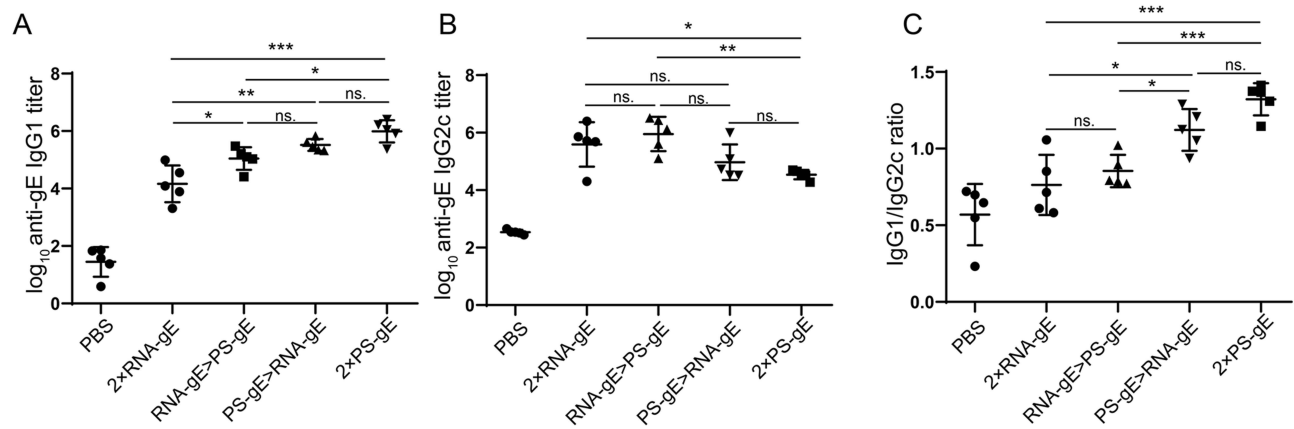 A
log10 anti-gE IgG1 titer
8
6
4
2
0
***
*
**
ns.
*
ns.
PBS
2×RNA-gE
RNA-gE>PS-gE
PS-gE>RNA-gE
2×PS-gE
B
log10 anti-gE IgG2c titer
8
6
4
2
0
*
**
ns.
ns.
ns.
ns.
PBS
2×RNA-gE
RNA-gE>PS-gE
PS-gE>RNA-gE
2×PS-gE
C
IgG1/IgG2c ratio
1.5
1.0
0.5
0.0
***
***
*
ns.
*
ns.
PBS
2×RNA-gE
RNA-gE>PS-gE
PS-gE>RNA-gE
2×PS-gE